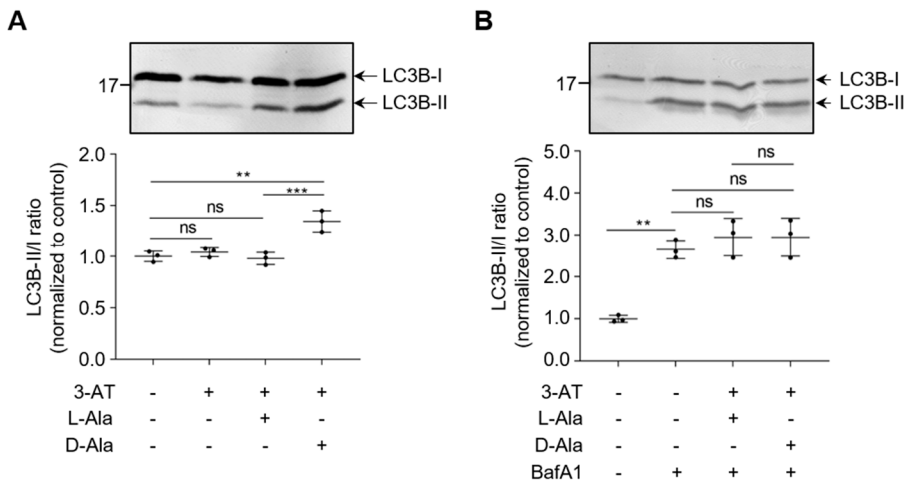 A
17
LC3B-I
LC3B-II
LC3B-II/I ratio
(normalized to control)
2.0
1.5
1.0
0.5
0.0
**
***
ns
ns
3-AT - + + +
L-Ala - - + -
D-Ala - - - +
B
17
LC3B-I
LC3B-II
LC3B-II/I ratio
(normalized to control)
5.0
4.0
3.0
2.0
1.0
0.0
ns
ns
ns
**
3-AT - - + +
L-Ala - - + -
D-Ala - - - +
BafA1 - + + +